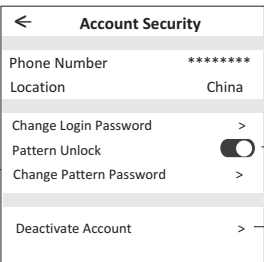 Account Security
Phone Number ********
Location China
Change Login Password >
Pattern Unlock
Change Pattern Password >
Deactivate Account >